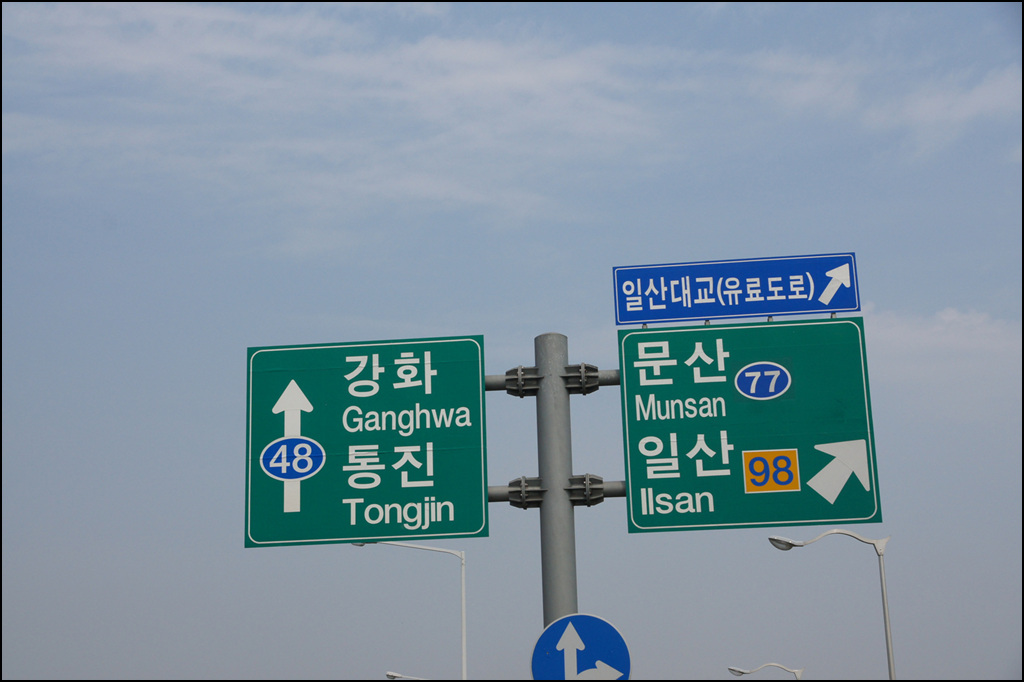 강화
Ganghwa
48
통진
Tongjin
일산대교(유료도로)
문산
77
Munsan
일산
98
Ilsan